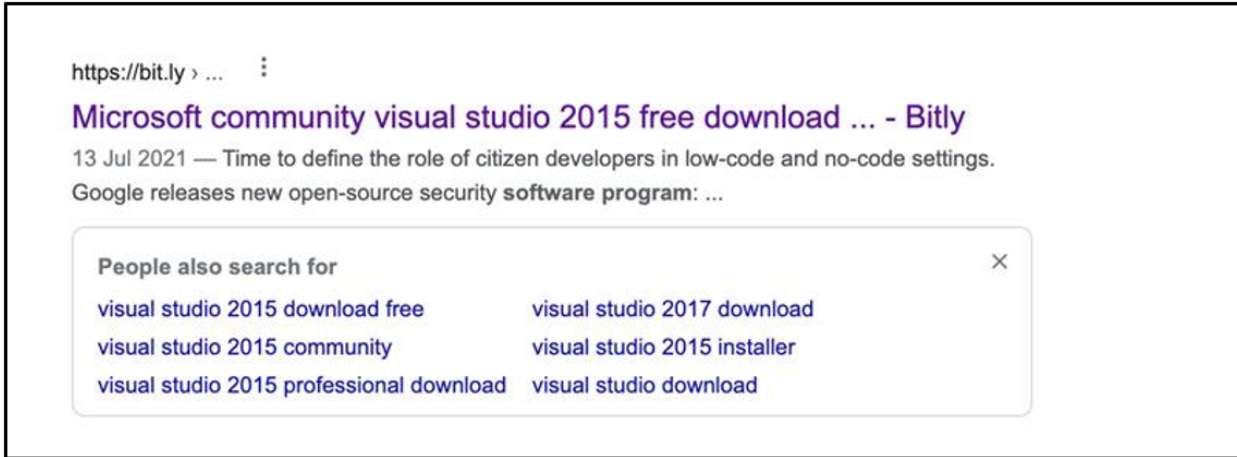 https://bit.ly › ...
Microsoft community visual studio 2015 free download ... - Bitly
13 Jul 2021 — Time to define the role of citizen developers in low-code and no-code settings.
Google releases new open-source security software program: ...
People also search for
visual studio 2015 download free
visual studio 2017 download
visual studio 2015 community
visual studio 2015 installer
visual studio 2015 professional download
visual studio download